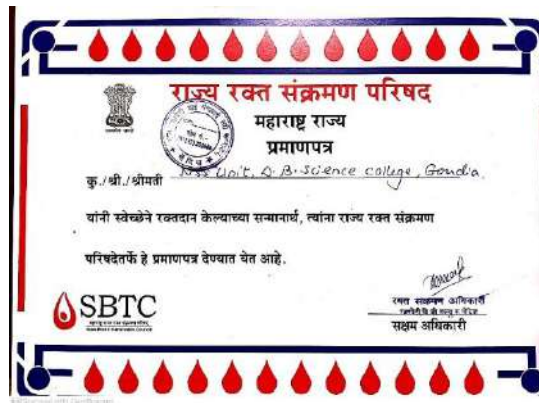 राज्य रक्त संक्रमण परिषद
महाराष्ट्र राज्य
प्रमाणपत्र
कु./श्री./श्रीमती NSS Unit, D. B. Science college, Gondia
यांनी स्वेच्छेने रक्तदान केल्याच्या सन्मानार्थ, त्यांना राज्य रक्त संक्रमण
परिषदेतर्फे हे प्रमाणपत्र देण्यात येत आहे.
SBTC
रक्त संक्रमण अधिकारी
सक्षम अधिकारी